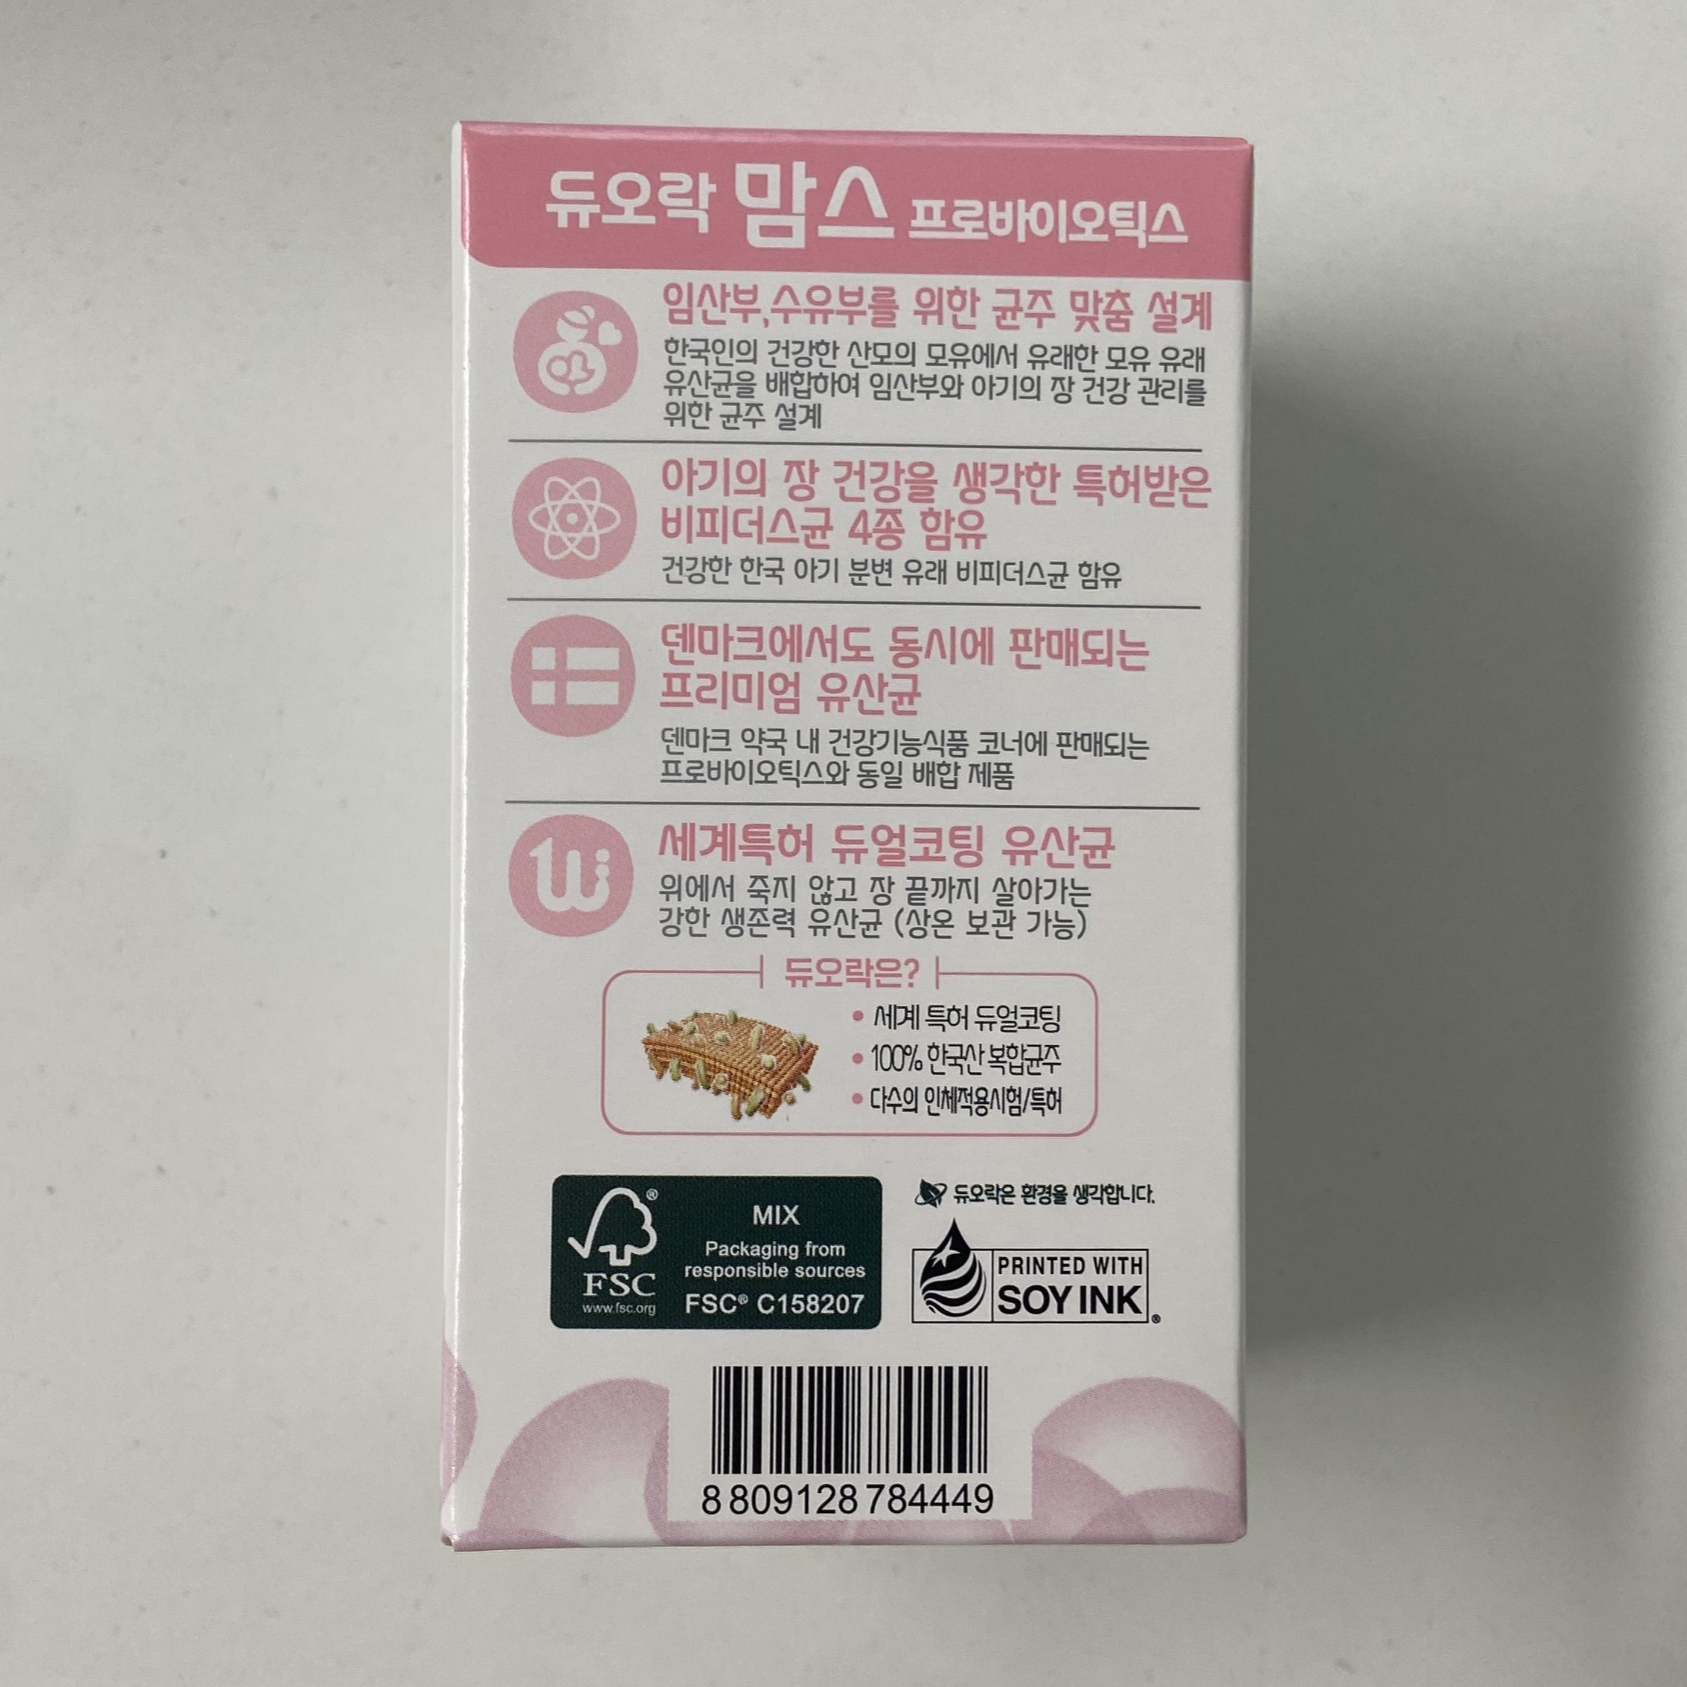 듀오락 맘스 프로바이오틱스
임산부,수유부를 위한 균주 맞춤 설계
한국인의 건강한 산모의 모유에서 유래한 모유 유래
유산균을 배합하여 임산부와 아기의 장 건강 관리를
위한 균주 설계
아기의 장 건강을 생각한 특허받은
비피더스균 4종 함유
건강한 한국 아기 분변 유래 비피더스균 함유
덴마크에서도 동시에 판매되는
프리미엄 유산균
덴마크 약국 내 건강기능식품 코너에 판매되는
프로바이오틱스와 동일 배합 제품
세계특허 듀얼코팅 유산균
위에서 죽지 않고 장 끝까지 살아가는
강한 생존력 유산균 (상온 보관 가능)
듀오락은?
• 세계 특허 듀얼코팅
• 100% 한국산 복합균주
• 다수의 인체적용시험/특허
FSC®
www.fsc.org
MIX
Packaging from
responsible sources
FSC® C158207
듀오락은 환경을 생각합니다.
PRINTED WITH
SOY INK®
8 809128 784449